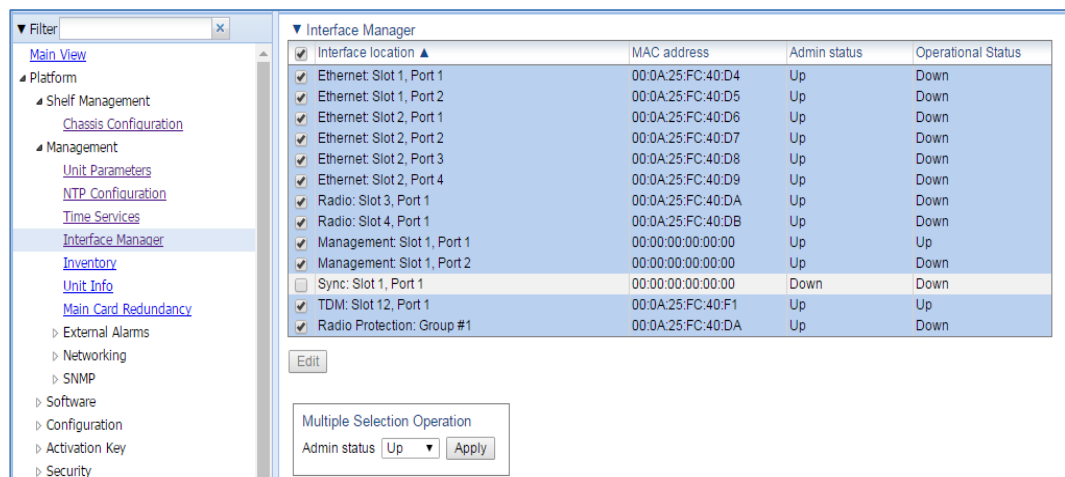 ▼ Filter
Main View
Platform
Shelf Management
Chassis Configuration
Management
Unit Parameters
NTP Configuration
Time Services
Interface Manager
Inventory
Unit Info
Main Card Redundancy
External Alarms
Networking
SNMP
Software
Configuration
Activation Key
Security
▼ Interface Manager
Interface location ▲ MAC address Admin status Operational Status
Ethernet: Slot 1, Port 1 00:0A:25:FC:40:D4 Up Down
Ethernet: Slot 1, Port 2 00:0A:25:FC:40:D5 Up Down
Ethernet: Slot 2, Port 1 00:0A:25:FC:40:D6 Up Down
Ethernet: Slot 2, Port 2 00:0A:25:FC:40:D7 Up Down
Ethernet: Slot 2, Port 3 00:0A:25:FC:40:D8 Up Down
Ethernet: Slot 2, Port 4 00:0A:25:FC:40:D9 Up Down
Radio: Slot 3, Port 1 00:0A:25:FC:40:DA Up Down
Radio: Slot 4, Port 1 00:0A:25:FC:40:DB Up Down
Management: Slot 1, Port 1 00:00:00:00:00:00 Up Up
Management: Slot 1, Port 2 00:00:00:00:00:00 Up Down
Sync: Slot 1, Port 1 00:00:00:00:00:00 Down Down
TDM: Slot 12, Port 1 00:0A:25:FC:40:F1 Up Up
Radio Protection: Group #1 00:0A:25:FC:40:DA Up Down
Edit
Multiple Selection Operation
Admin status Up ▼ Apply